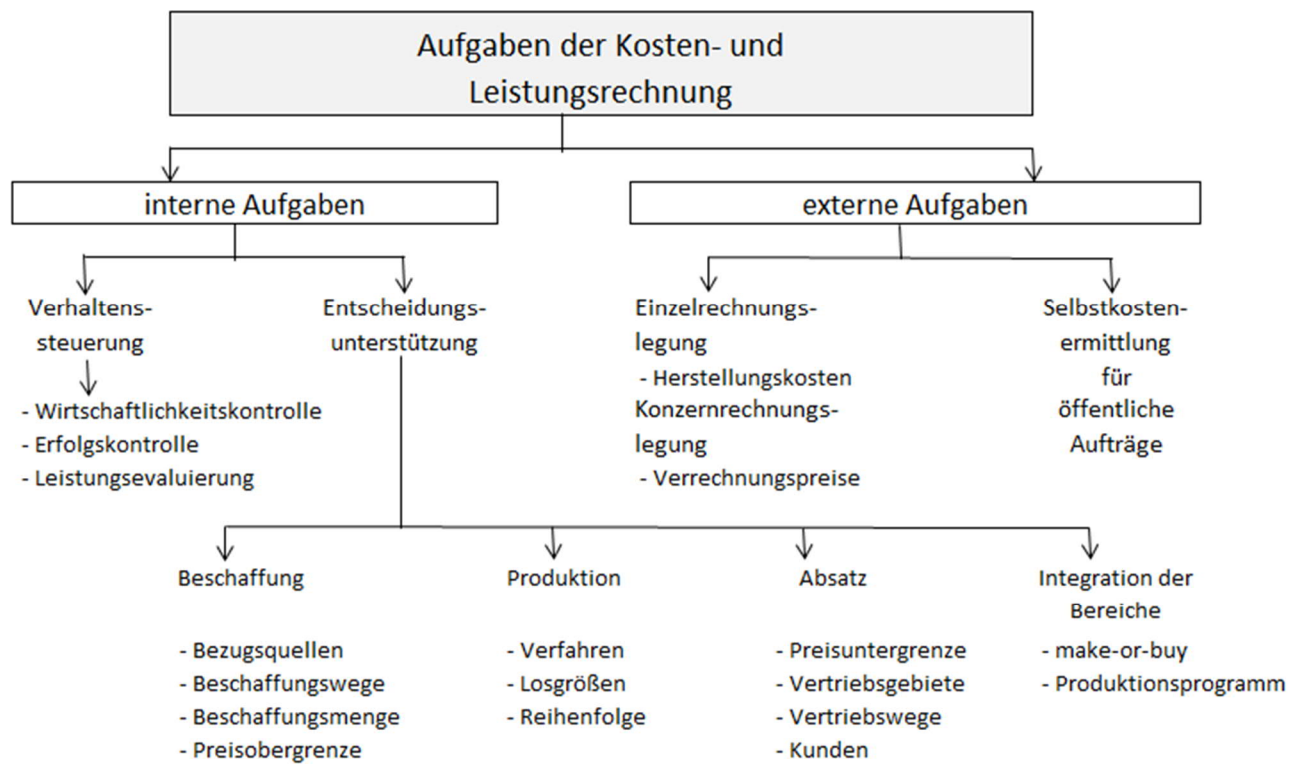 Aufgaben der Kosten- und
Leistungsrechnung
interne Aufgaben
externe Aufgaben
Verhaltens-
steuerung
- Wirtschaftlichkeitskontrolle
- Erfolgskontrolle
- Leistungsevaluierung
Entscheidungs-
unterstützung
Einzelrechnungs-
legung
- Herstellungskosten
Konzernrechnungs-
legung
- Verrechnungspreise
Selbstkosten-
ermittlung
für
öffentliche
Aufträge
Beschaffung
- Bezugsquellen
- Beschaffungswege
- Beschaffungsmenge
- Preisobergrenze
Produktion
- Verfahren
- Losgrößen
- Reihenfolge
Absatz
- Preisuntergrenze
- Vertriebsgebiete
- Vertriebswege
- Kunden
Integration der
Bereiche
- make-or-buy
- Produktionsprogramm